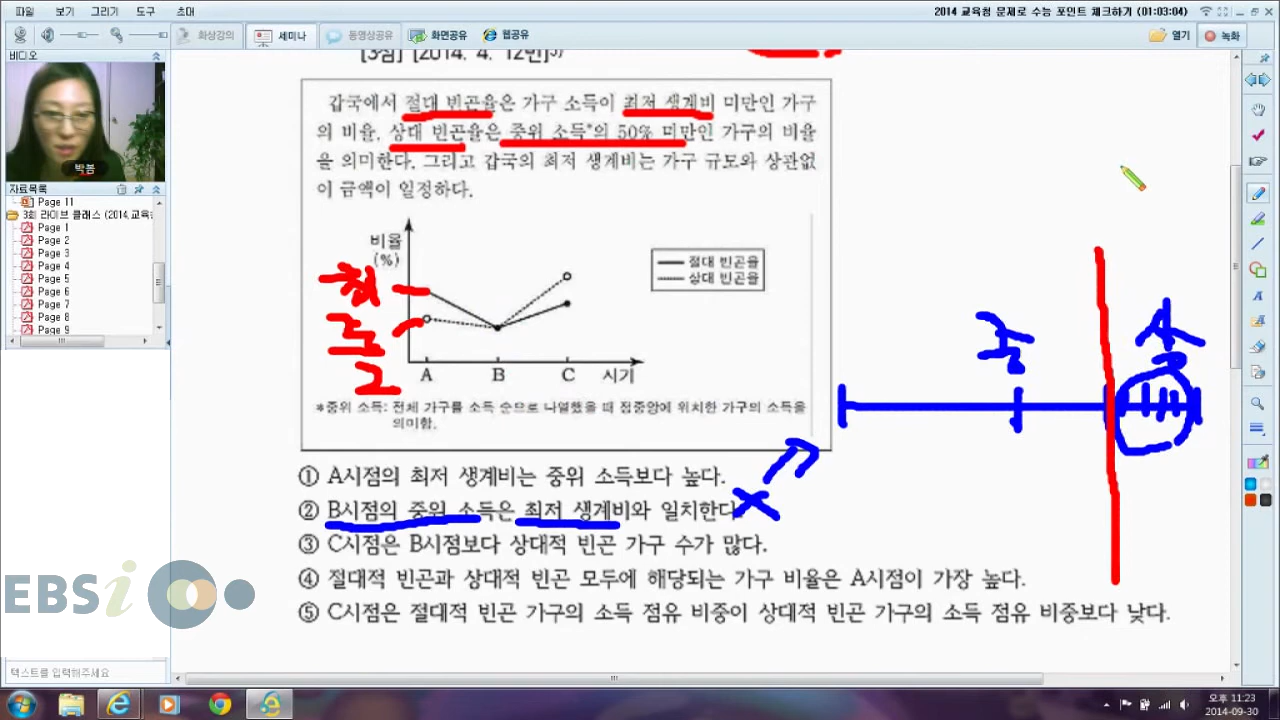 파일 보기 그리기 도구 초대
2014 교육청 문제로 수능 포인트 체크하기 (01:03:04)
화상강의 세미나 동영상공유 화면공유 웹공유
열기 녹화
비디오
박봄
자료목록
Page 11
3회 라이브 클래스 (2014.교육
Page 1
Page 2
Page 3
Page 4
Page 5
Page 6
Page 7
Page 8
Page 9
텍스트를 입력해주세요
[2014. 4. 12번]
갑국에서 절대 빈곤율은 가구 소득이 최저 생계비 미만인 가구
의 비율, 상대 빈곤율은 중위 소득*의 50% 미만인 가구의 비율
을 의미한다. 그리고 갑국의 최저 생계비는 가구 규모와 상관없
이 금액이 일정하다.
비율
(%)
절대 빈곤율
상대 빈곤율
A B C 시기
*중위 소득: 전체 가구를 소득 순으로 나열했을 때 정중앙에 위치한 가구의 소득을
의미함.
① A시점의 최저 생계비는 중위 소득보다 높다.
② B시점의 중위 소득은 최저 생계비와 일치한다
③ C시점은 B시점보다 상대적 빈곤 가구 수가 많다.
④ 절대적 빈곤과 상대적 빈곤 모두에 해당되는 가구 비율은 A시점이 가장 높다.
⑤ C시점은 절대적 빈곤 가구의 소득 점유 비중이 상대적 빈곤 가구의 소득 점유 비중보다 낮다.
EBSi
오후 11:23
2014-09-30